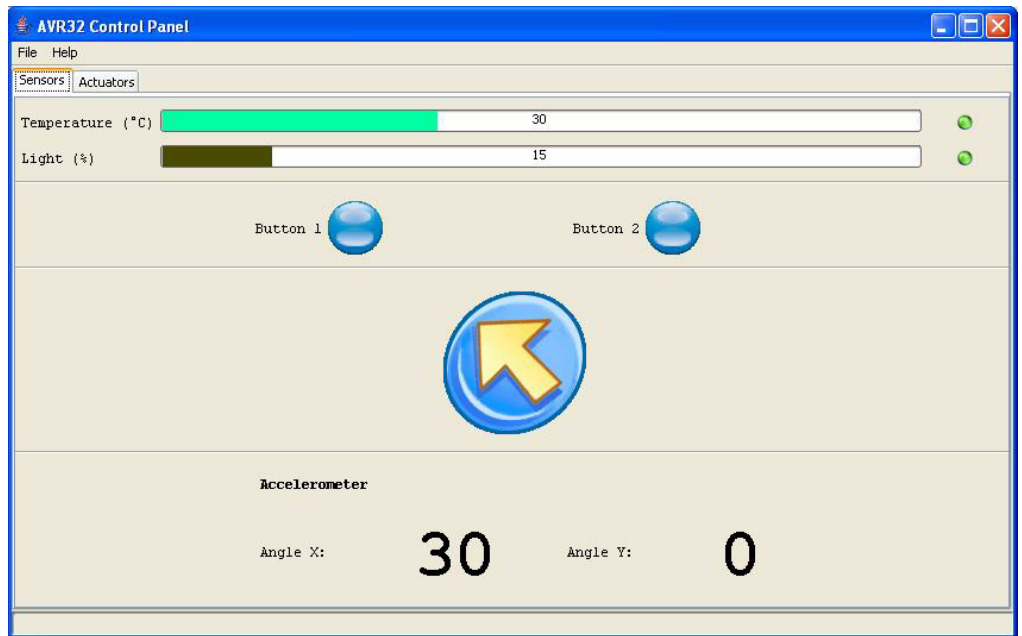 AVR32 Control Panel
File Help
Sensors Actuators
Temperature (°C) 30
Light (%) 15
Button 1 Button 2
Accelerometer
Angle X: 30 Angle Y: 0